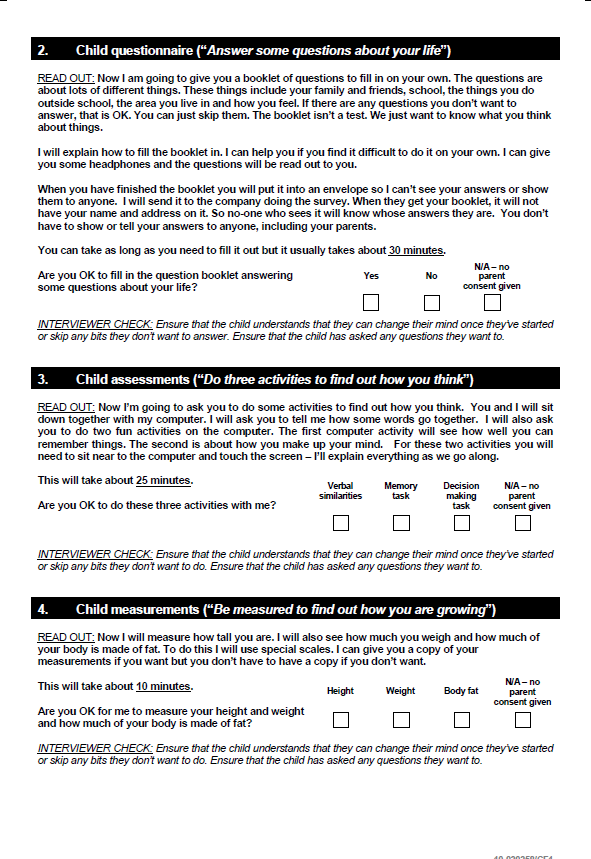 2. Child questionnaire (“Answer some questions about your life”)
READ OUT: Now I am going to give you a booklet of questions to fill in on your own. The questions are
about lots of different things. These things include your family and friends, school, the things you do
outside school, the area you live in and how you feel. If there are any questions you don’t want to
answer, that is OK. You can just skip them. The booklet isn’t a test. We just want to know what you think
about things.
I will explain how to fill the booklet in. I can help you if you find it difficult to do it on your own. I can give
you some headphones and the questions will be read out to you.
When you have finished the booklet you will put it into an envelope so I can’t see your answers or show
them to anyone. I will send it to the company doing the survey. When they get your booklet, it will not
have your name and address on it. So no-one who sees it will know whose answers they are. You don’t
have to show or tell your answers to anyone, including your parents.
You can take as long as you need to fill it out but it usually takes about 30 minutes.
Are you OK to fill in the question booklet answering
some questions about your life?
Yes
No
N/A – no
parent
consent given
INTERVIEWER CHECK: Ensure that the child understands that they can change their mind once they’ve started
or skip any bits they don’t want to answer. Ensure that the child has asked any questions they want to.
3. Child assessments (“Do three activities to find out how you think”)
READ OUT: Now I’m going to ask you to do some activities to find out how you think. You and I will sit
down together with my computer. I will ask you to tell me how some words go together. I will also ask
you to do two fun activities on the computer. The first computer activity will see how well you can
remember things. The second is about how you make up your mind. For these two activities you will
need to sit near to the computer and touch the screen – I’ll explain everything as we go along.
This will take about 25 minutes.
Are you OK to do these three activities with me?
Verbal
similarities
Memory
task
Decision
making
task
N/A – no
parent
consent given
INTERVIEWER CHECK: Ensure that the child understands that they can change their mind once they’ve started
or skip any bits they don’t want to do. Ensure that the child has asked any questions they want to.
4. Child measurements (“Be measured to find out how you are growing”)
READ OUT: Now I will measure how tall you are. I will also see how much you weigh and how much of
your body is made of fat. To do this I will use special scales. I can give you a copy of your
measurements if you want but you don’t have to have a copy if you don’t want.
This will take about 10 minutes.
Are you OK for me to measure your height and weight
and how much of your body is made of fat?
Height
Weight
Body fat
N/A – no
parent
consent given
INTERVIEWER CHECK: Ensure that the child understands that they can change their mind once they’ve started
or skip any bits they don’t want to do. Ensure that the child has asked any questions they want to.